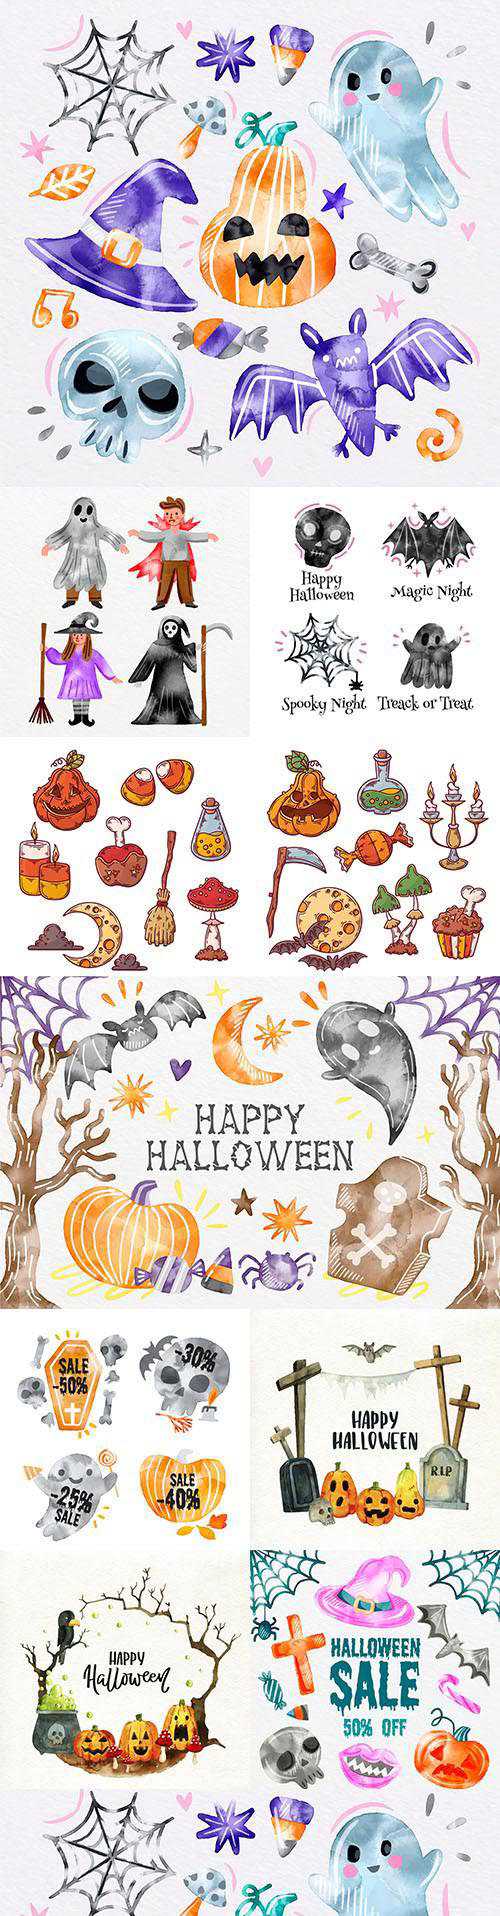 Happy
Halloween
Magic Night
Spooky Night
Treack or Treat
HAPPY
HALLOWEEN
SALE
-50%
-30%
-25%
SALE
SALE
-40%
HAPPY
HALLOWEEN
R.I.P.
HAPPY
Halloween
HALLOWEEN
SALE
50% OFF